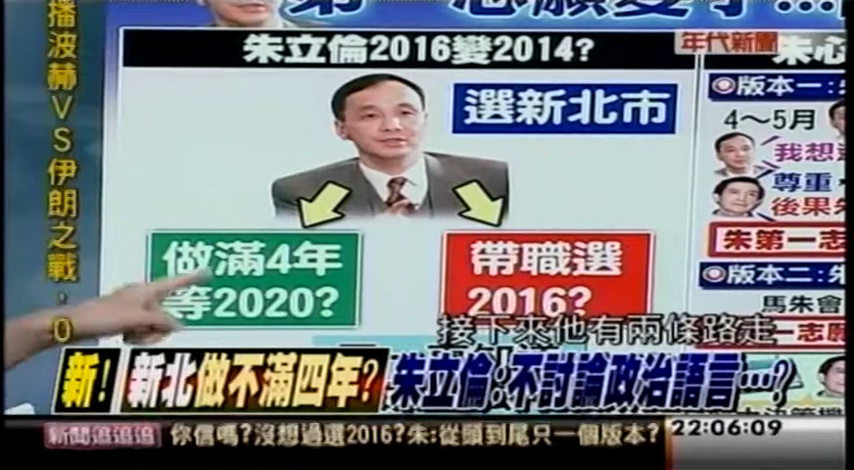 播波赫VS伊朗之戰.0
朱立倫2016變2014?
年代新聞
選新北市
做滿4年
等2020?
帶職選
2016?
朱心
版本一:朱
4~5月
我想
尊重
後果
朱第一志
版本二:朱
馬朱會
一志願
接下來他有兩條路走
新!新北做不滿四年?朱立倫:不討論政治語言…?
新聞追追追
你信嗎?沒想過選2016?朱:從頭到尾只一個版本?
22:06:09